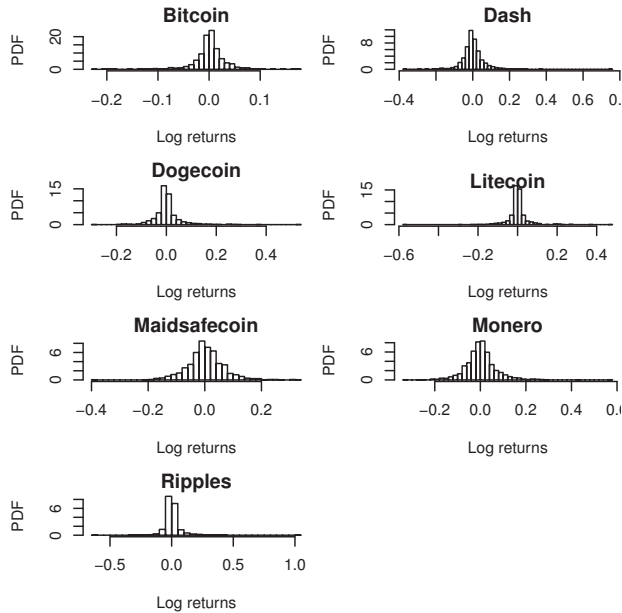 Bitcoin
PDF
0 20
−0.2 −0.1 0.0 0.1
Log returns
Dash
PDF
0 8
−0.4 0.0 0.2 0.4 0.6
Log returns
Dogecoin
PDF
0 15
−0.2 0.0 0.2 0.4
Log returns
Litecoin
PDF
0 15
−0.6 −0.2 0.0 0.2 0.4
Log returns
Maidsafecoin
PDF
0 6
−0.4 −0.2 0.0 0.2
Log returns
Monero
PDF
0 6
−0.2 0.0 0.2 0.4
Log returns
Ripples
PDF
0 6
−0.5 0.0 0.5 1.0
Log returns